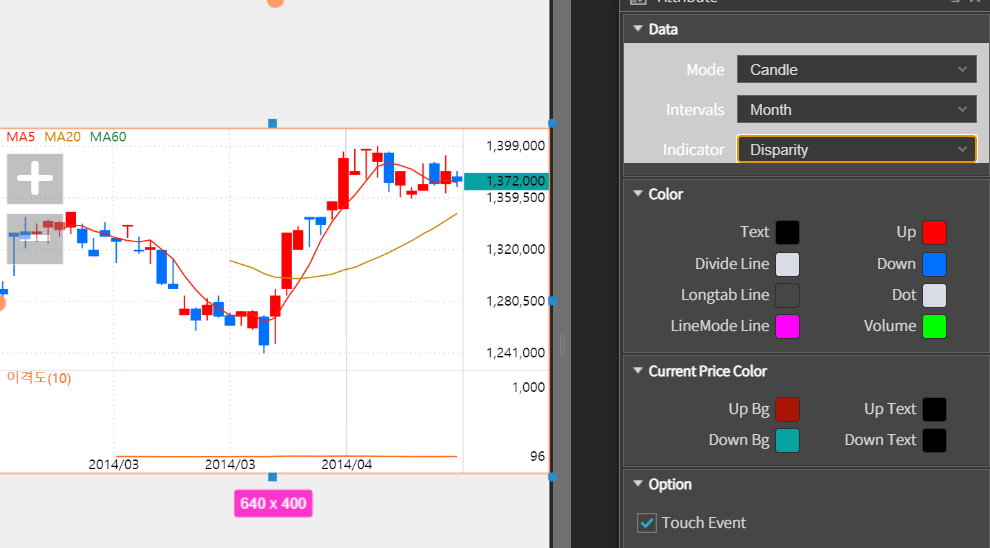 Attribute
Data
Mode Candle
Intervals Month
Indicator Disparity
MA5 MA20 MA60
1,399,000
1,372,000
1,359,500
1,320,000
1,280,500
1,241,000
이격도(10)
1,000
96
2014/03 2014/03 2014/04
640 x 400
Color
Text Up
Divide Line Down
Longtab Line Dot
LineMode Line Volume
Current Price Color
Up Bg Up Text
Down Bg Down Text
Option
Touch Event